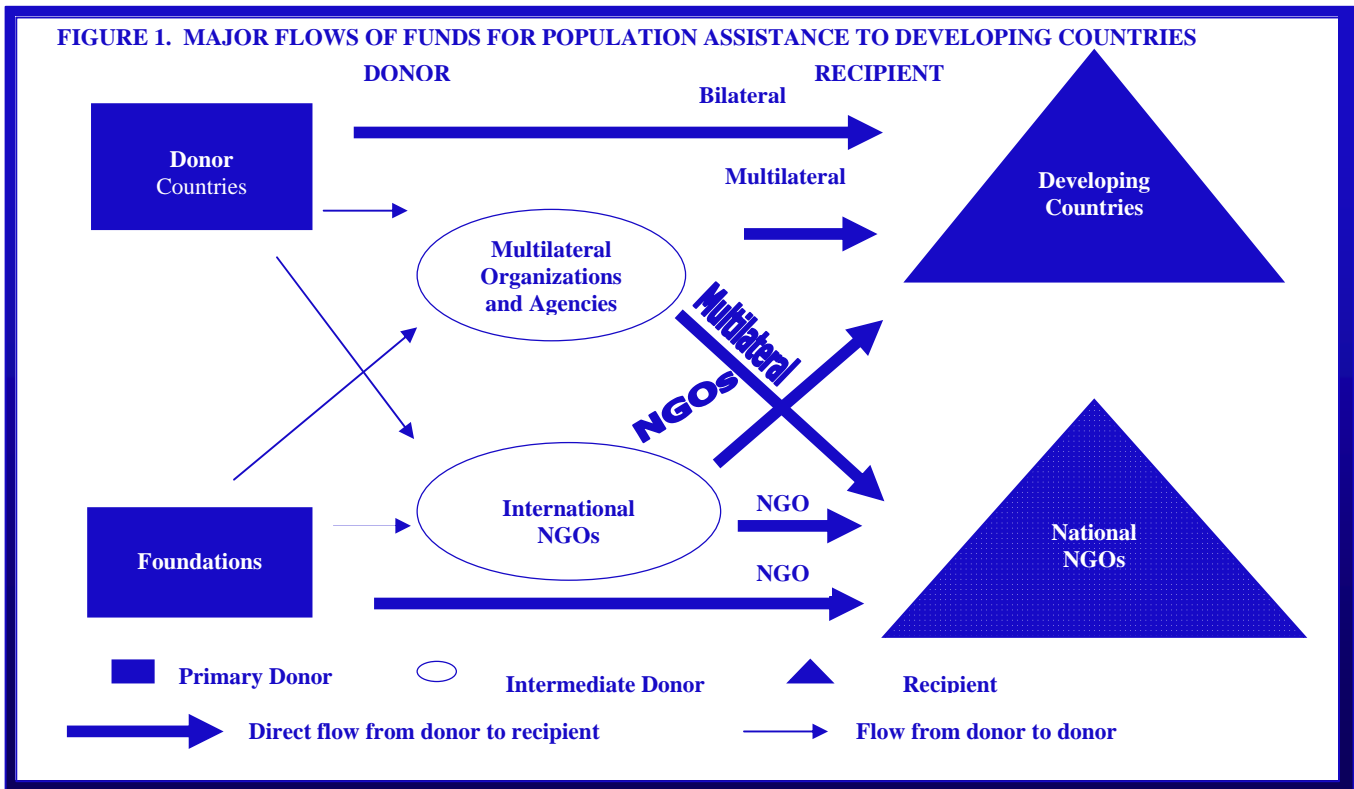 FIGURE 1.  MAJOR FLOWS OF FUNDS FOR POPULATION ASSISTANCE TO DEVELOPING COUNTRIES
DONOR
RECIPIENT
Bilateral
Donor
Countries
Multilateral
Developing
Countries
Multilateral
Organizations
and Agencies
Multilateral
NGOs
International
NGOs
NGO
National
NGOs
Foundations
NGO
Primary Donor
Intermediate Donor
Recipient
Direct flow from donor to recipient
Flow from donor to donor